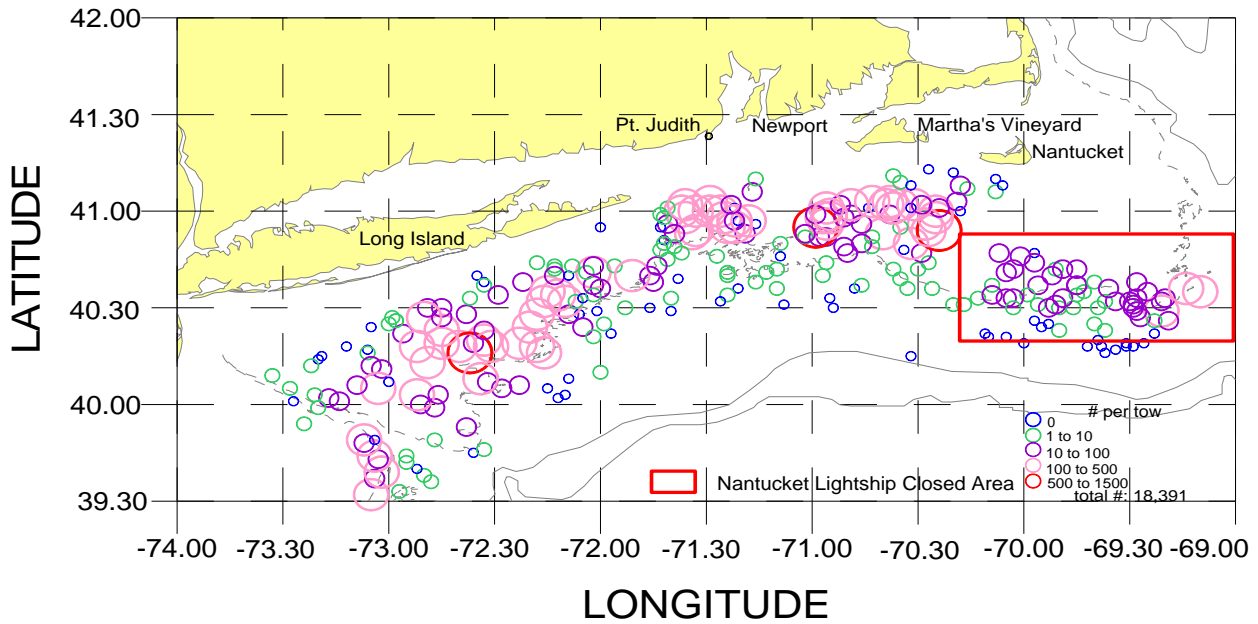 42.00
41.30
41.00
40.30
40.00
39.30
LATITUDE
Pt. Judith
Newport
Martha's Vineyard
Nantucket
Long Island
# per tow
0
1 to 10
10 to 100
100 to 500
500 to 1500
total #: 18,391
Nantucket Lightship Closed Area
-74.00 -73.30 -73.00 -72.30 -72.00 -71.30 -71.00 -70.30 -70.00 -69.30 -69.00
LONGITUDE